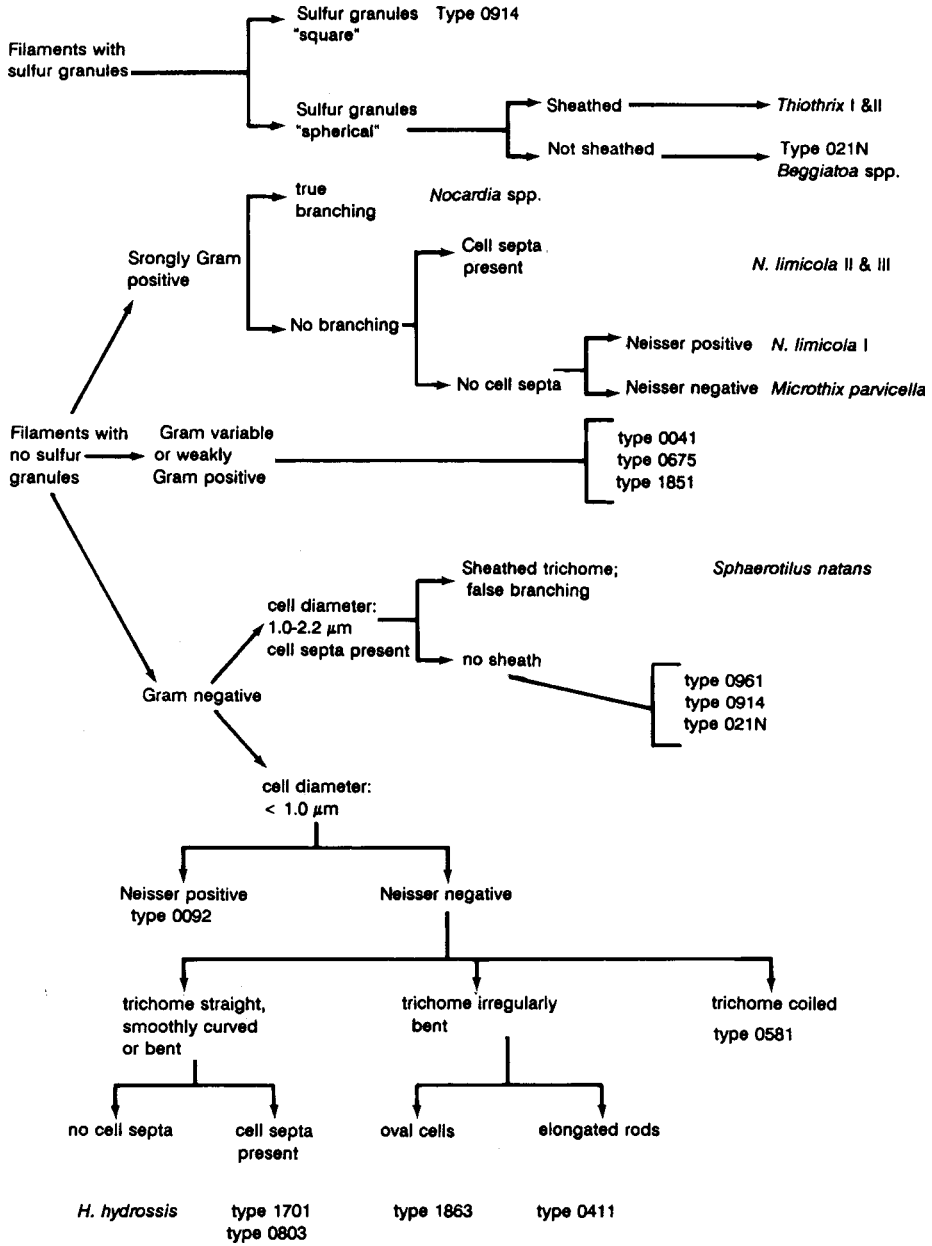 Sulfur granules Type 0914
"square"
Filaments with
sulfur granules
Sulfur granules
"spherical"
Sheathed
Thiothrix I &II
Not sheathed
Type 021N
Beggiatoa spp.
true
branching
Nocardia spp.
Srongly Gram
positive
Cell septa
present
N. limicola II & III
No branching
Neisser positive N. limicola I
No cell septa
Neisser negative Microthix parvicella
Filaments with
no sulfur
granules
Gram variable
or weakly
Gram positive
type 0041
type 0675
type 1851
Sheathed trichome;
false branching
Sphaerotilus natans
cell diameter:
1.0-2.2 μm
cell septa present
no sheath
type 0961
type 0914
type 021N
Gram negative
cell diameter:
< 1.0 μm
Neisser positive
type 0092
Neisser negative
trichome straight,
smoothly curved
or bent
trichome irregularly
bent
trichome coiled
type 0581
no cell septa
cell septa
present
oval cells
elongated rods
H. hydrossis
type 1701
type 0803
type 1863
type 0411